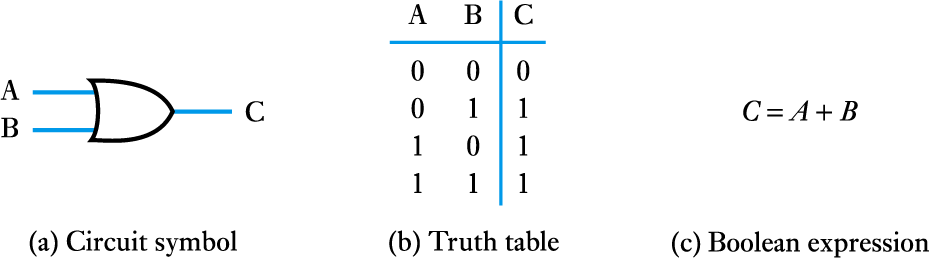 A
B
C
(a) Circuit symbol
A B C
0 0 0
0 1 1
1 0 1
1 1 1
(b) Truth table
C = A + B
(c) Boolean expression